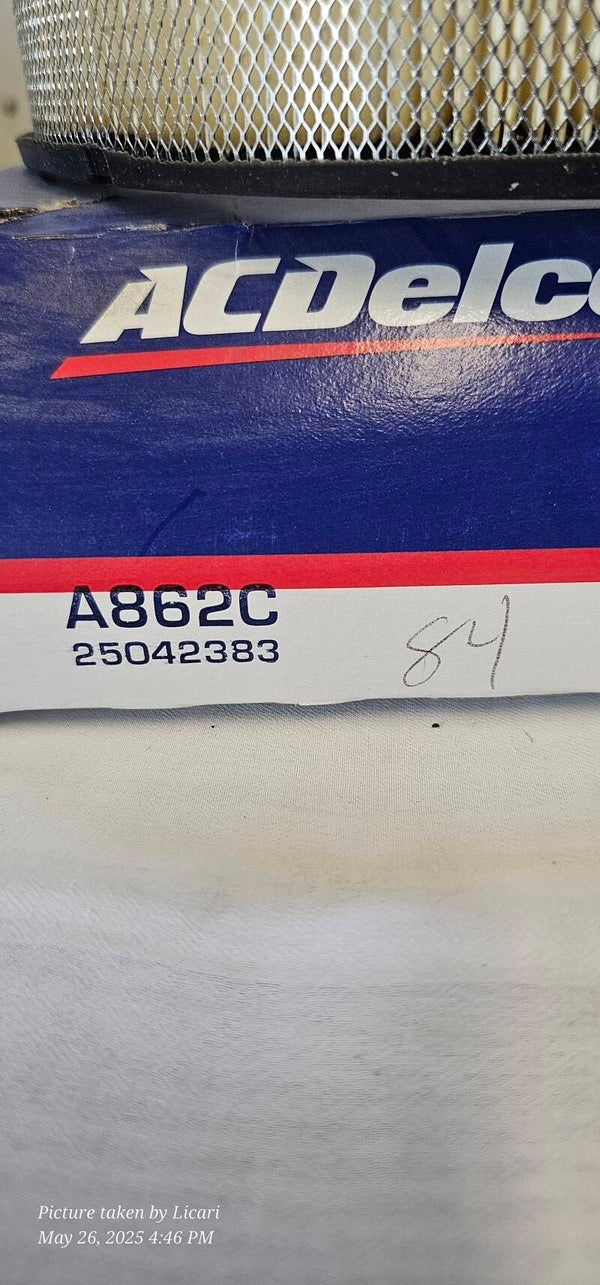 ACDelco
A862C
25042383
84
Picture taken by Licari
May 26, 2025 4:46 PM